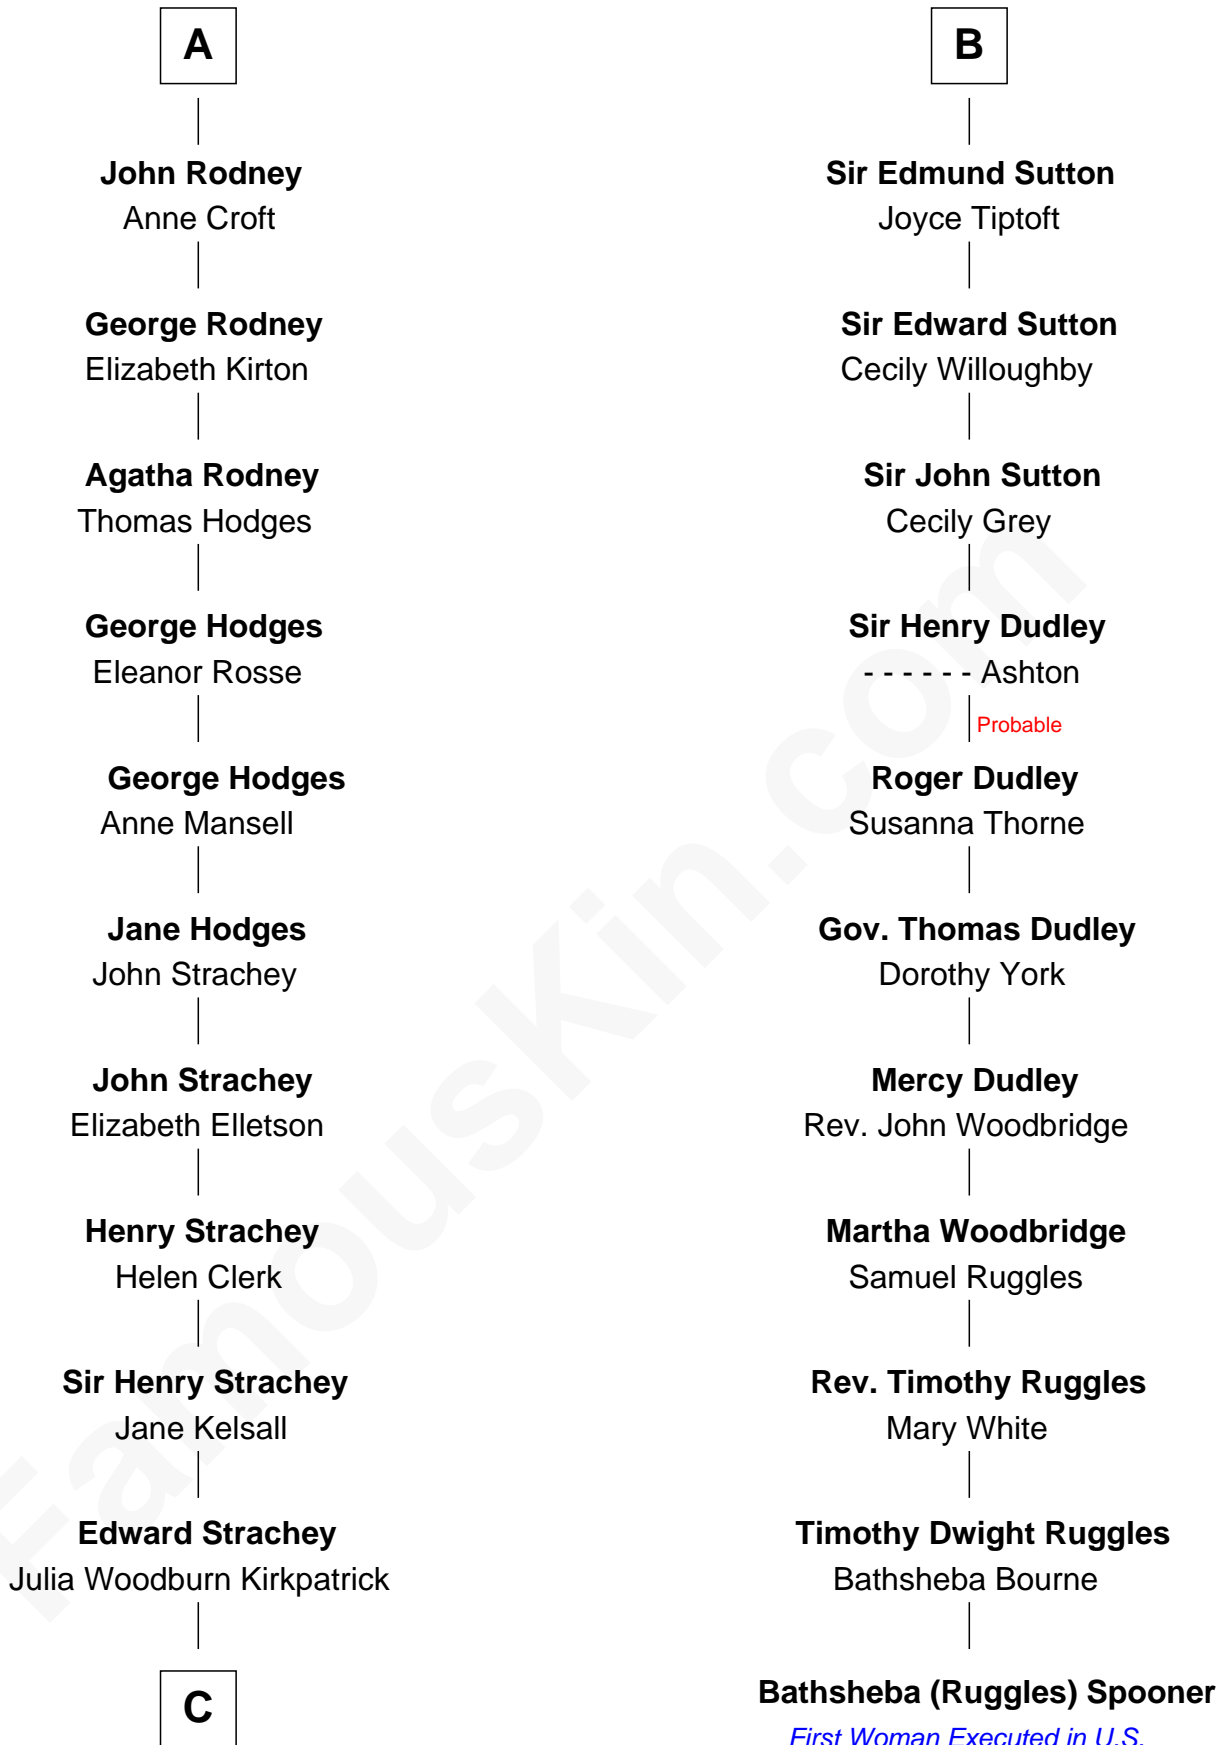 A
John Rodney
Anne Croft
George Rodney
Elizabeth Kirton
Agatha Rodney
Thomas Hodges
George Hodges
Eleanor Rosse
George Hodges
Anne Mansell
Jane Hodges
John Strachey
John Strachey
Elizabeth Elletson
Henry Strachey
Helen Clerk
Sir Henry Strachey
Jane Kelsall
Edward Strachey
Julia Woodburn Kirkpatrick
C
B
Sir Edmund Sutton
Joyce Tiptoft
Sir Edward Sutton
Cecily Willoughby
Sir John Sutton
Cecily Grey
Sir Henry Dudley
- - - - - - Ashton
Probable
Roger Dudley
Susanna Thorne
Gov. Thomas Dudley
Dorothy York
Mercy Dudley
Rev. John Woodbridge
Martha Woodbridge
Samuel Ruggles
Rev. Timothy Ruggles
Mary White
Timothy Dwight Ruggles
Bathsheba Bourne
Bathsheba (Ruggles) Spooner
First Woman Executed in U.S.
FamousKin.com